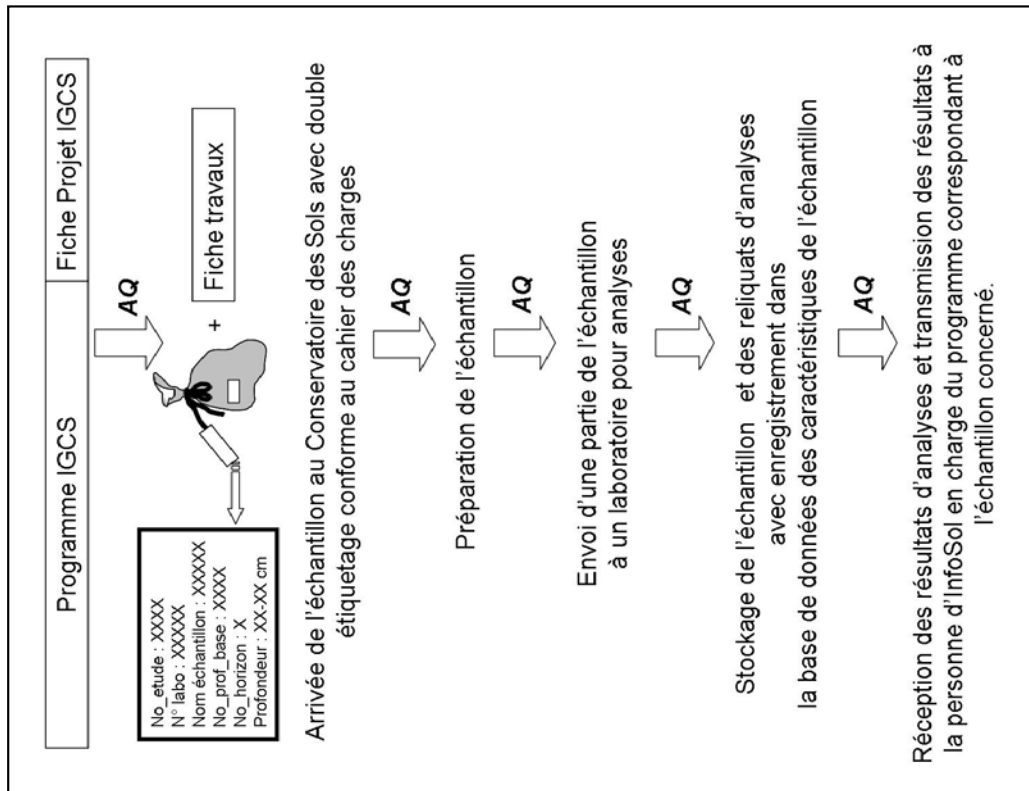 Programme IGCS
Fiche Projet IGCS
AQ
No_etude : XXXX
N° labo : XXXXX
Nom échantillon : XXXXX
No_prof_base : XXXX
No_horizon : X
Profondeur : XX-XX cm
+
Fiche travaux
Arrivée de l'échantillon au Conservatoire des Sols avec double
étiquetage conforme au cahier des charges
AQ
Préparation de l'échantillon
AQ
Envoi d'une partie de l'échantillon
à un laboratoire pour analyses
AQ
Stockage de l'échantillon et des reliquats d'analyses
avec enregistrement dans
la base de données des caractéristiques de l'échantillon
AQ
Réception des résultats d'analyses et transmission des résultats à
la personne d'InfoSol en charge du programme correspondant à
l'échantillon concerné.